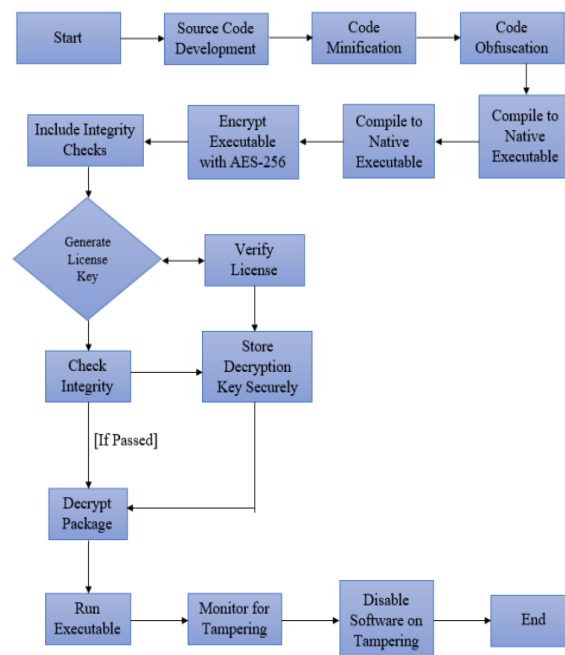 Start
Source Code
Development
Code
Minification
Code
Obfuscation
Compile to
Native
Executable
Compile to
Native
Executable
Encrypt
Executable
with AES-256
Include Integrity
Checks
Generate
License
Key
Verify
License
Check
Integrity
Store
Decryption
Key Securely
[If Passed]
Decrypt
Package
Run
Executable
Monitor for
Tampering
Disable
Software on
Tampering
End